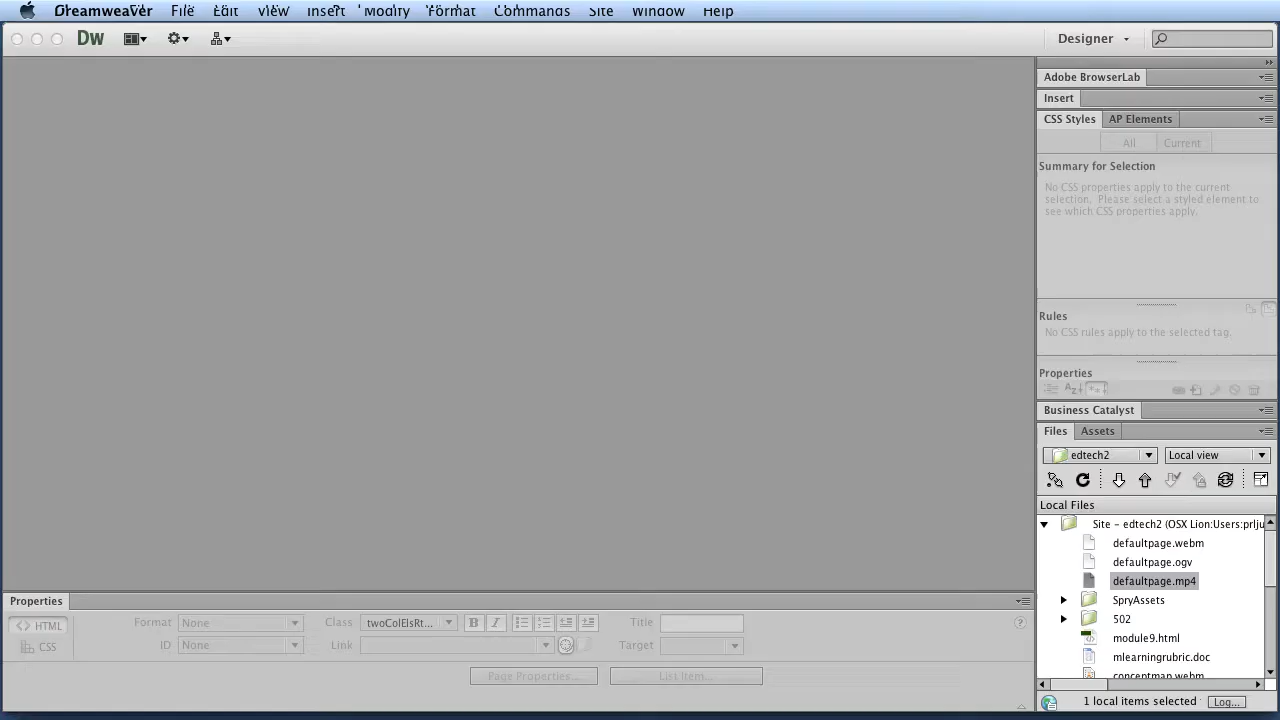 Dreamweaver File Edit View Insert Modify Format Commands Site Window Help
Dw Designer
Adobe BrowserLab
Insert
CSS Styles AP Elements
All Current
Summary for Selection
No CSS properties apply to the current
selection. Please select a styled element to
see which CSS properties apply.
Rules
No CSS rules apply to the selected tag.
Properties
Business Catalyst
Files Assets
edtech2 Local view
Local Files
Site - edtech2 (OSX Lion:Users:prlju
defaultpage.webm
defaultpage.ogv
defaultpage.mp4
SpryAssets
502
module9.html
mlearningrubric.doc
conceptmap.webm
1 local items selected Log...
Properties
<> HTML Format None Class twoColElsRt... B I Title
CSS ID None Link Target
Page Properties... List Item...